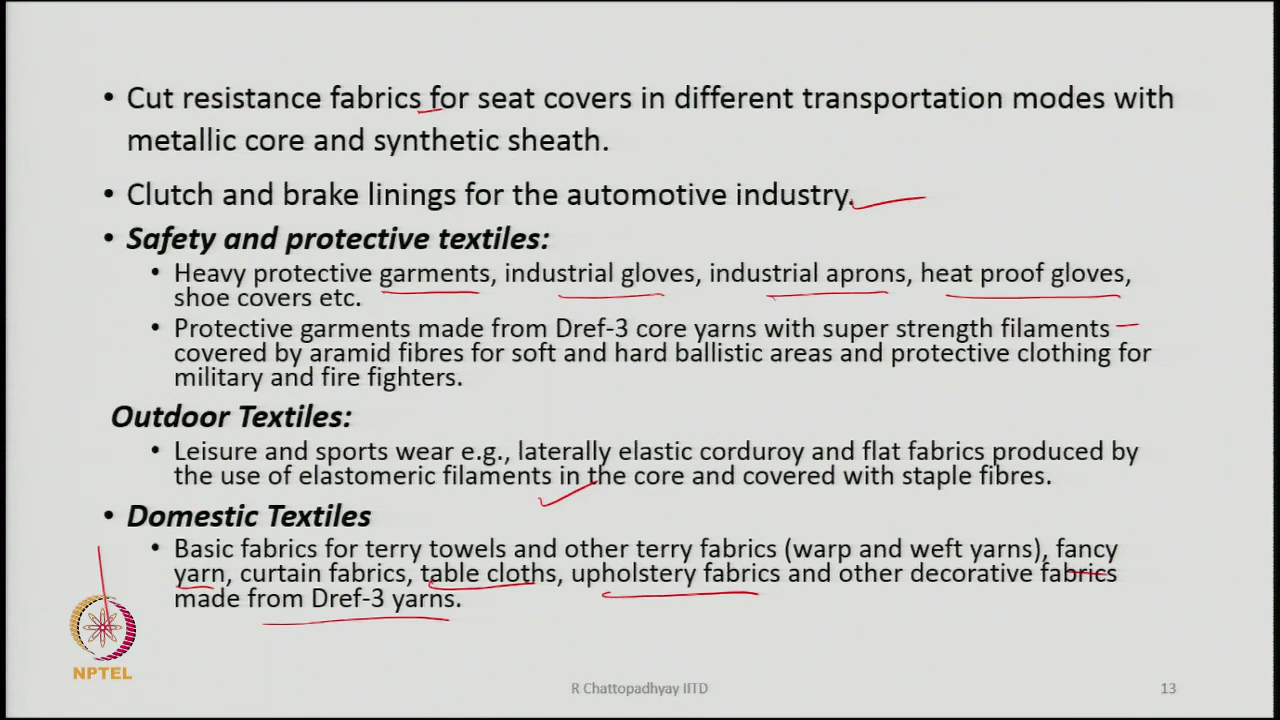 • Cut resistance fabrics for seat covers in different transportation modes with
metallic core and synthetic sheath.
• Clutch and brake linings for the automotive industry.
• Safety and protective textiles:
• Heavy protective garments, industrial gloves, industrial aprons, heat proof gloves,
shoe covers etc.
• Protective garments made from Dref-3 core yarns with super strength filaments
covered by aramid fibres for soft and hard ballistic areas and protective clothing for
military and fire fighters.
Outdoor Textiles:
• Leisure and sports wear e.g., laterally elastic corduroy and flat fabrics produced by
the use of elastomeric filaments in the core and covered with staple fibres.
• Domestic Textiles
• Basic fabrics for terry towels and other terry fabrics (warp and weft yarns), fancy
yarn, curtain fabrics, table cloths, upholstery fabrics and other decorative fabrics
made from Dref-3 yarns.
NPTEL
R Chattopadhyay IITD
13